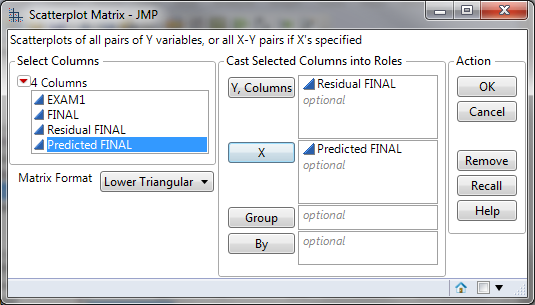 Scatterplot Matrix - JMP
Scatterplots of all pairs of Y variables, or all X-Y pairs if X's specified
Select Columns
4 Columns
EXAM1
FINAL
Residual FINAL
Predicted FINAL
Matrix Format Lower Triangular
Cast Selected Columns into Roles
Y, Columns Residual FINAL
optional
X Predicted FINAL
optional
Group optional
By optional
Action
OK
Cancel
Remove
Recall
Help